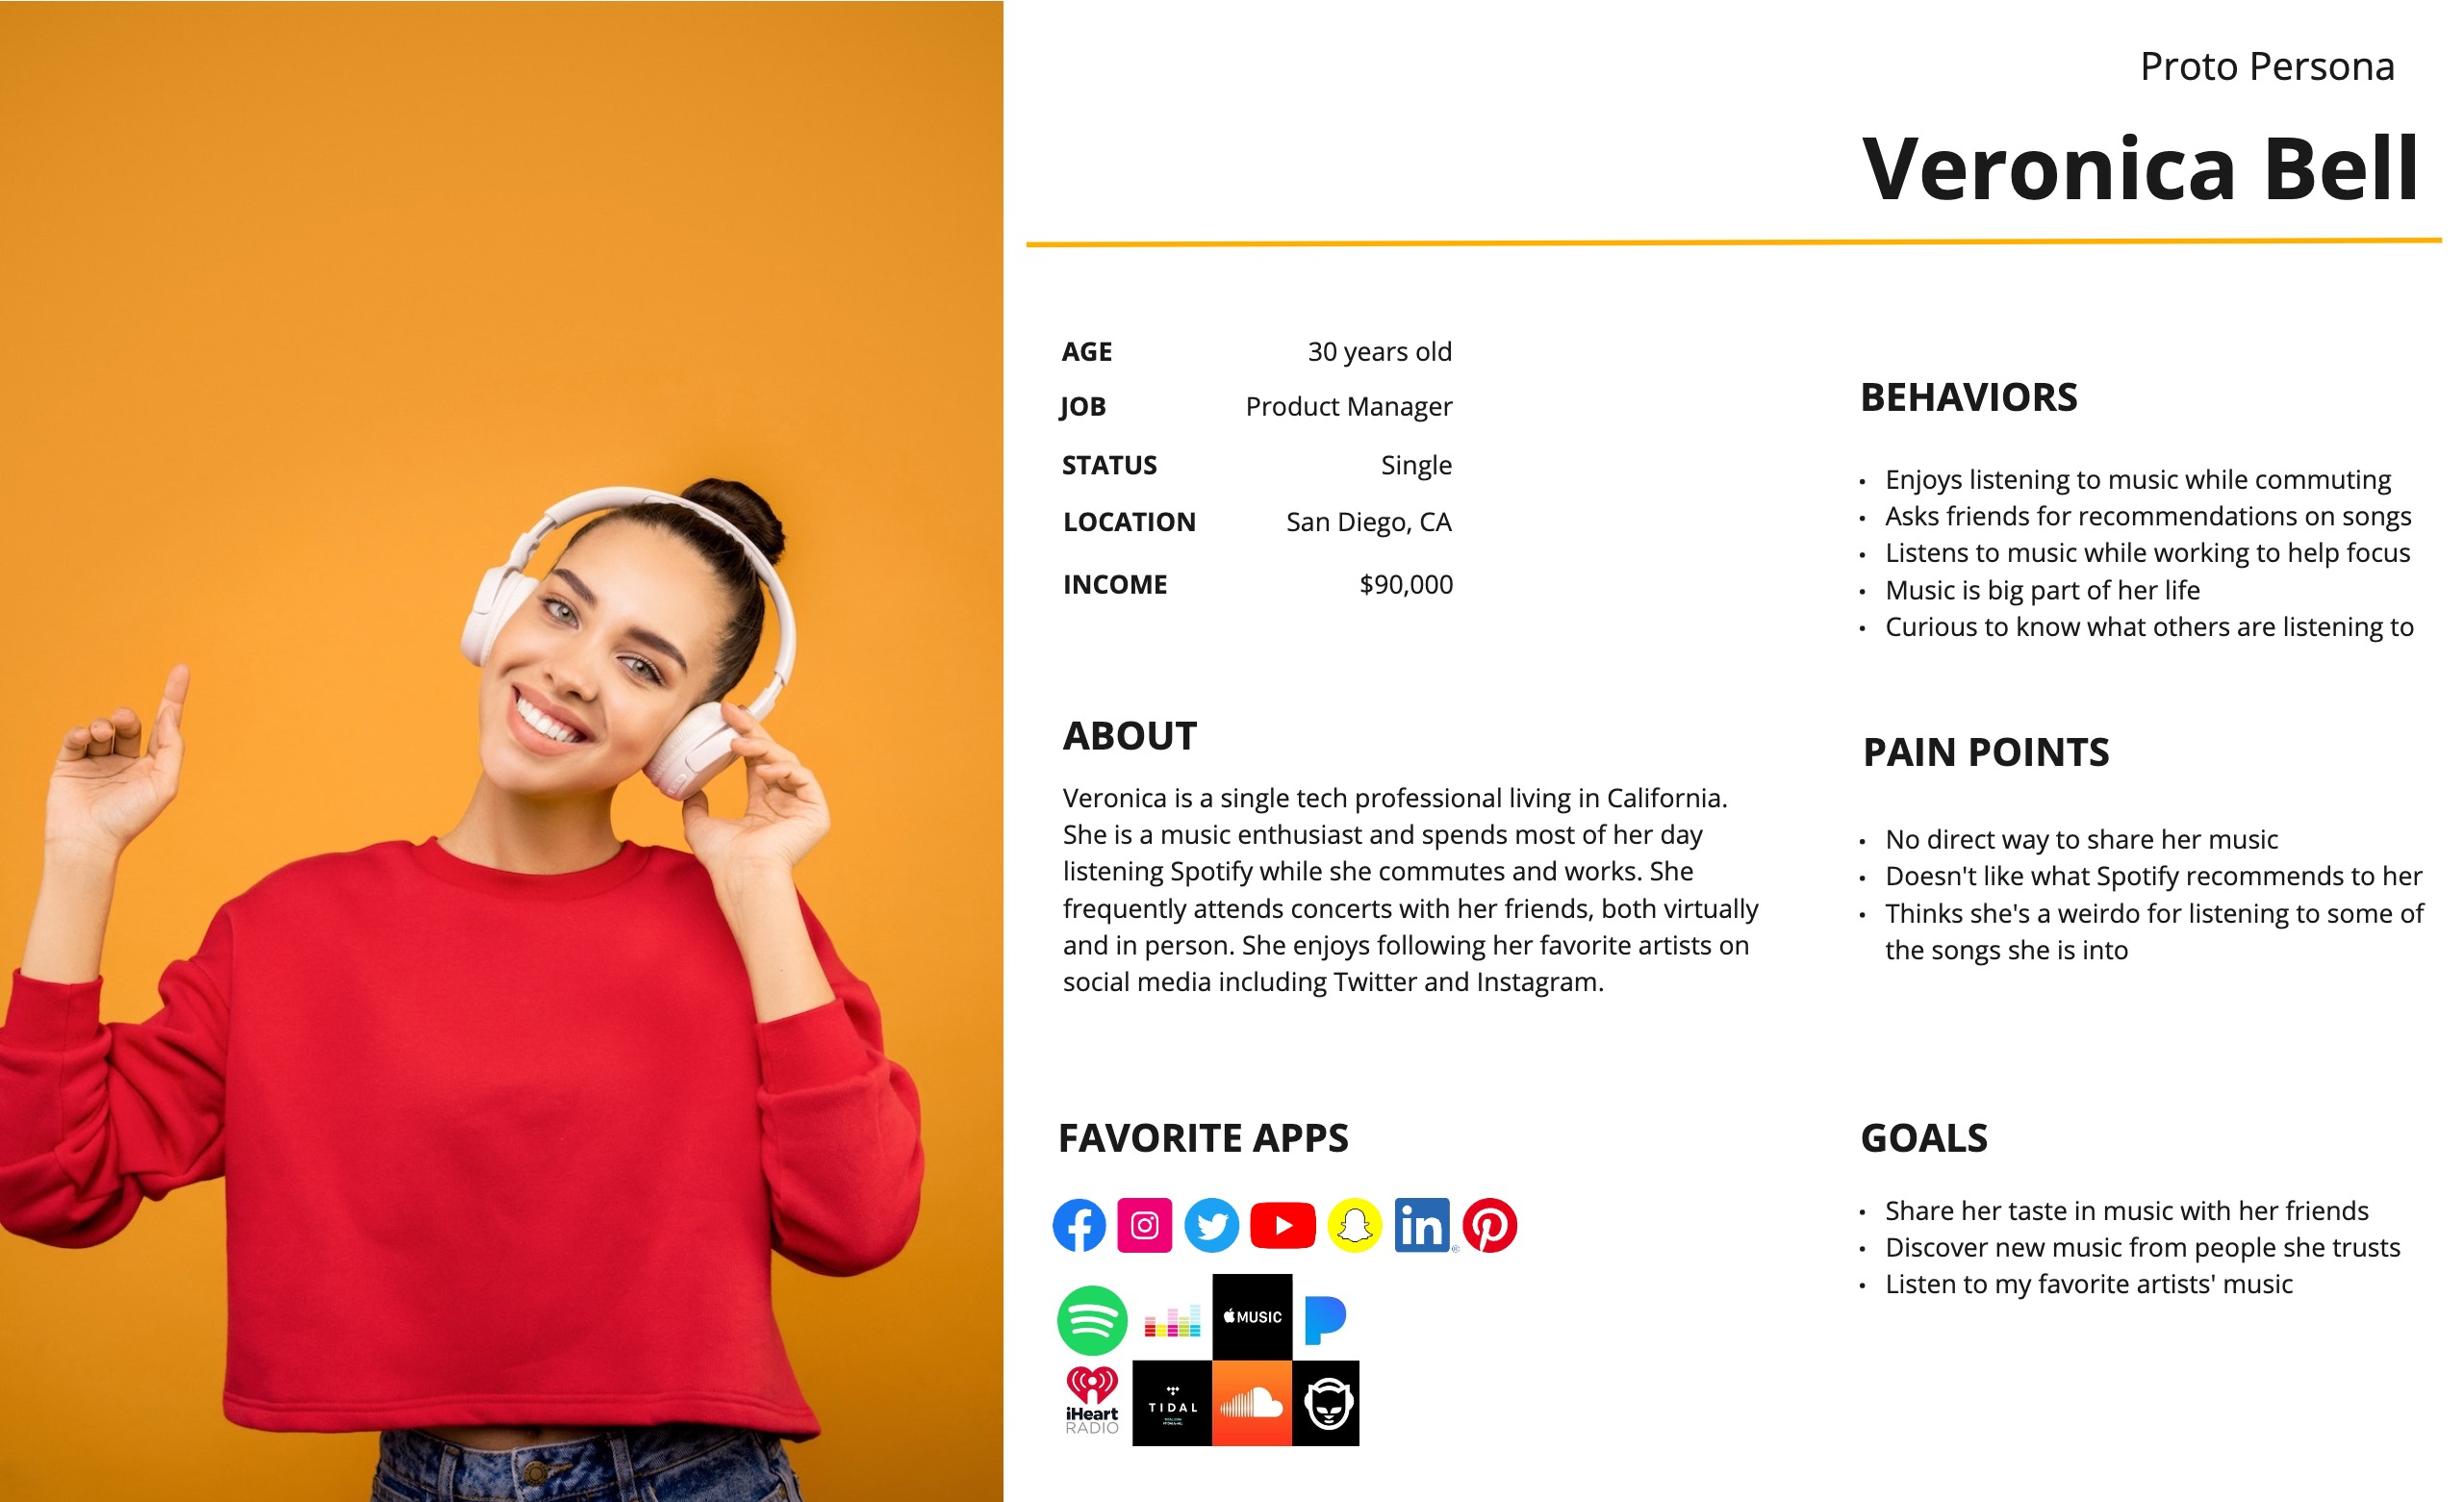 Proto Persona
Veronica Bell
AGE 30 years old
JOB Product Manager
STATUS Single
LOCATION San Diego, CA
INCOME $90,000
ABOUT
Veronica is a single tech professional living in California.
She is a music enthusiast and spends most of her day
listening Spotify while she commutes and works. She
frequently attends concerts with her friends, both virtually
and in person. She enjoys following her favorite artists on
social media including Twitter and Instagram.
FAVORITE APPS
in
MUSIC
iHeart
RADIO
TIDAL
BEHAVIORS
• Enjoys listening to music while commuting
• Asks friends for recommendations on songs
• Listens to music while working to help focus
• Music is big part of her life
• Curious to know what others are listening to
PAIN POINTS
• No direct way to share her music
• Doesn't like what Spotify recommends to her
• Thinks she's a weirdo for listening to some of
the songs she is into
GOALS
• Share her taste in music with her friends
• Discover new music from people she trusts
• Listen to my favorite artists' music